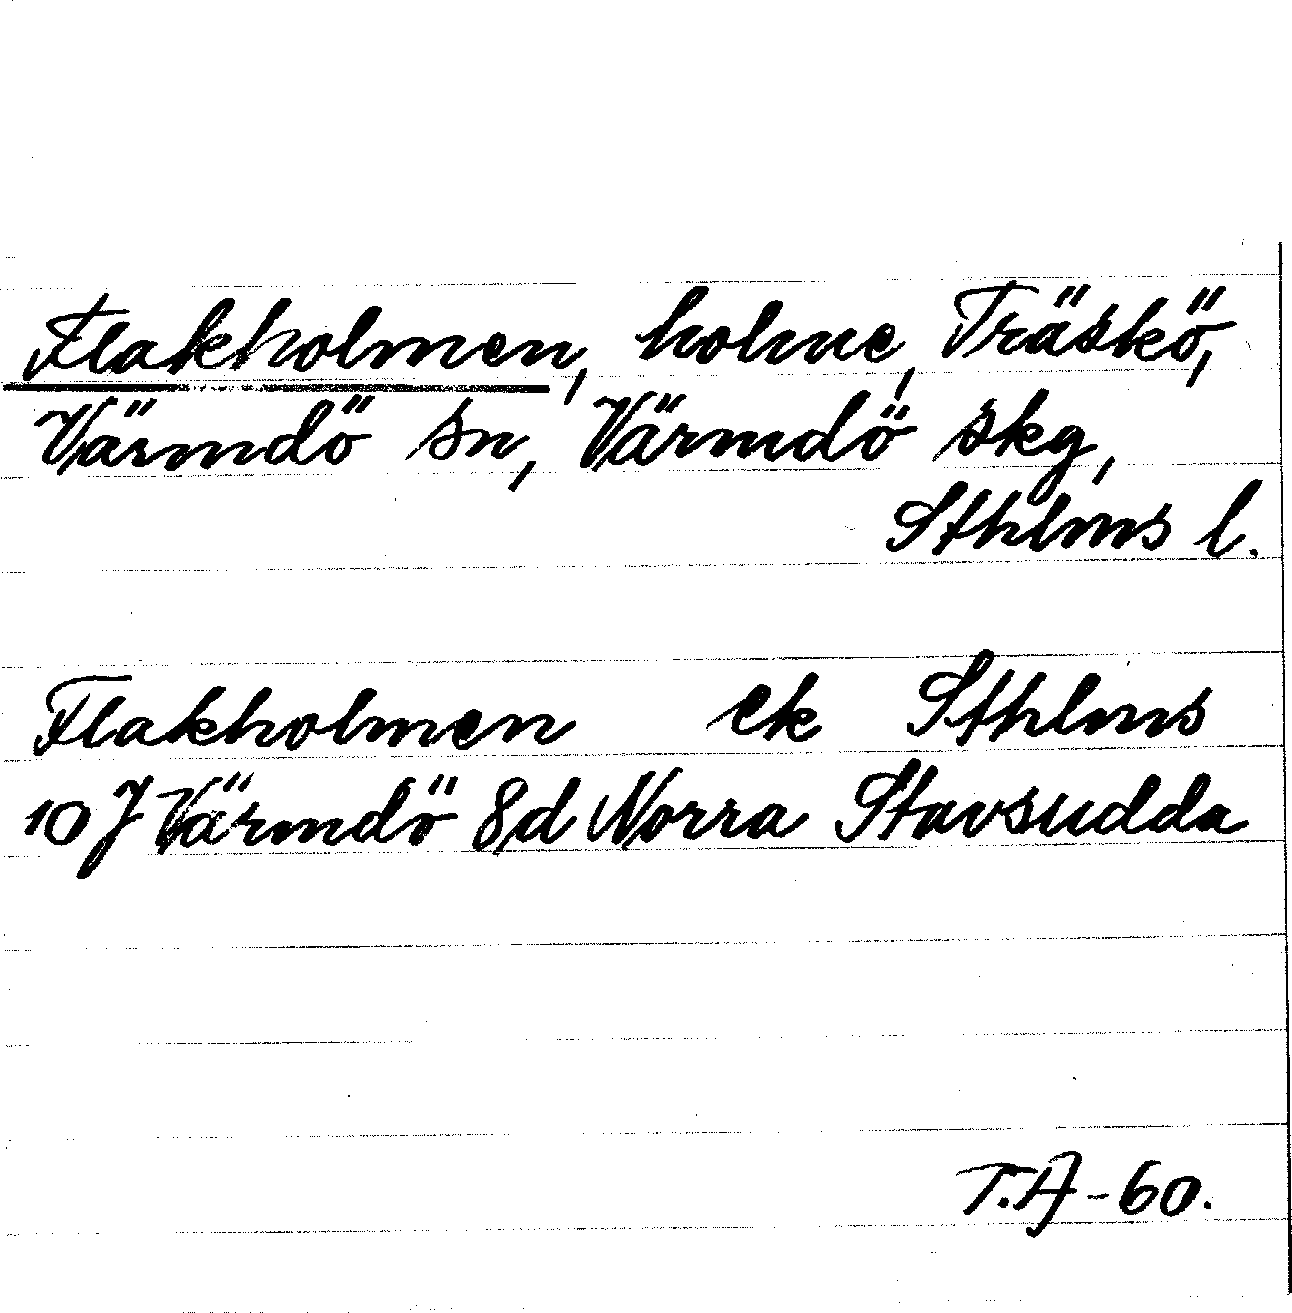 Flakholmen, holme, Träskö,
Värmdö sn, Värmdö skg,
Sthlms l.
Flakholmen ek Sthlms
10 J Värmdö 8d Norra Stavsudda
T.A-60.